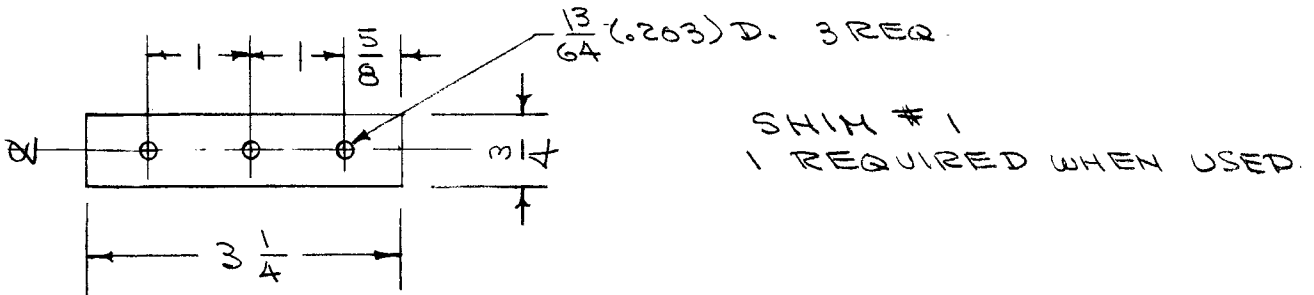 13/64 (.203) D. 3 REQ.
1 1 5/8
SHIM # 1
1 REQUIRED WHEN USED.
℄
3/4
3 1/4